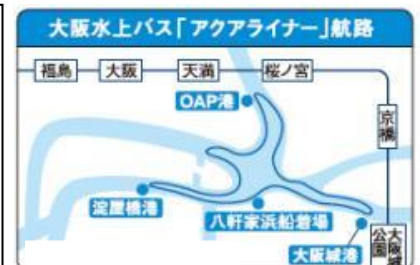 大阪水上バス「アクアライナー」航路
福島
大阪
天満
桜ノ宮
OAP港
京橋
淀屋橋港
八軒家浜船着場
大阪城港
大阪城公園